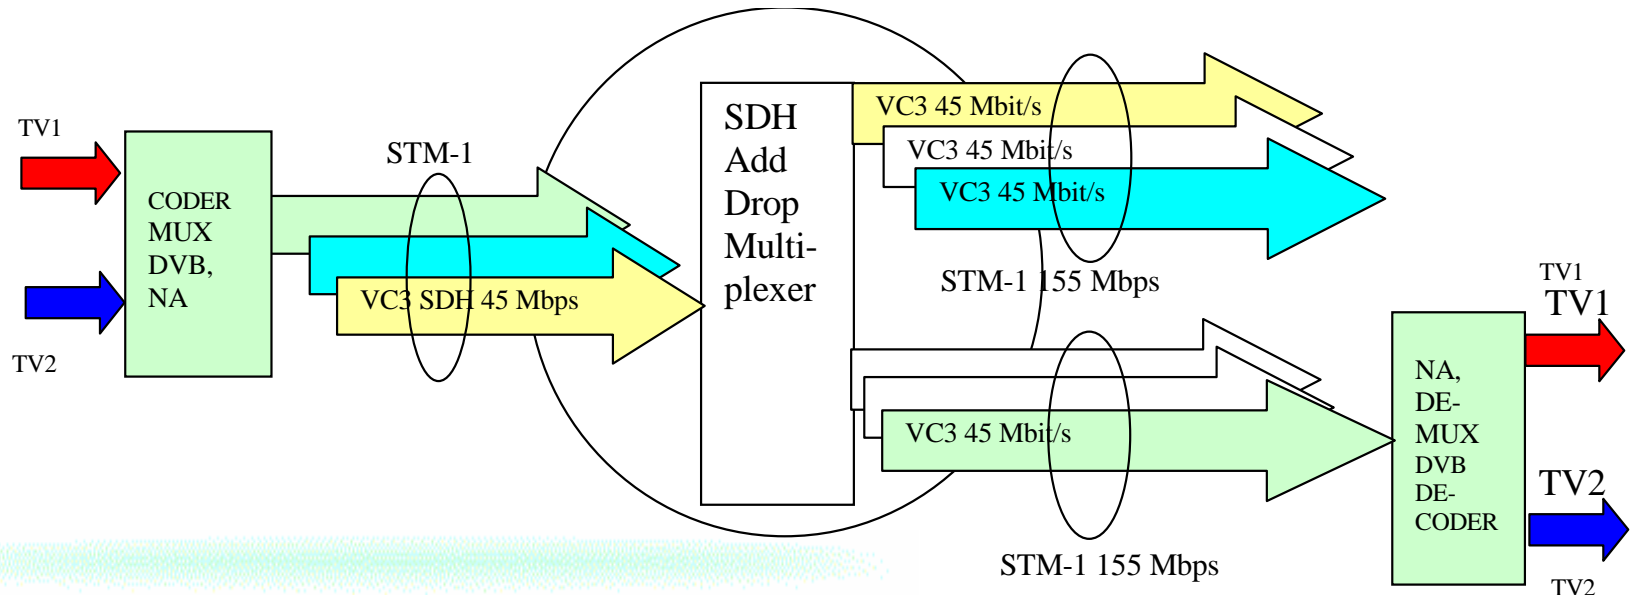 TV1
TV2
CODER
MUX
DVB,
NA
STM-1
VC3 SDH 45 Mbps
SDH
Add
Drop
Multi-
plexer
VC3 45 Mbit/s
VC3 45 Mbit/s
VC3 45 Mbit/s
STM-1 155 Mbps
VC3 45 Mbit/s
STM-1 155 Mbps
NA,
DE-
MUX
DVB
DE-
CODER
TV1
TV1
TV2
TV2